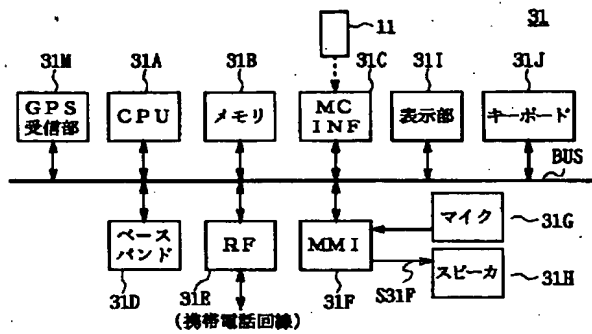 31
11
31M
31A
31B
31C
31I
31J
GPS
受信部
CPU
メモリ
MC
INF
表示部
キーボード
BUS
ベース
バンド
RF
MMI
マイク
スピーカ
31G
31H
31D
31E
31F
S31F
(携帯電話回線)